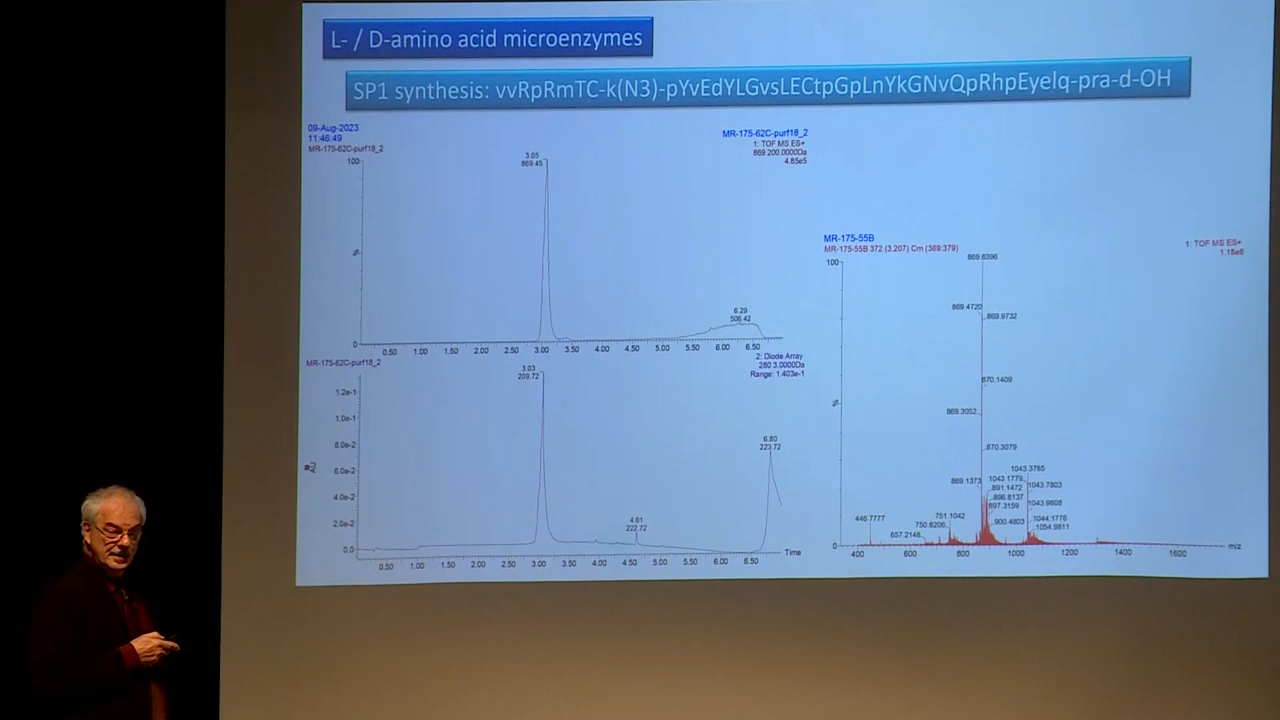 L- / D-amino acid microenzymes
SP1 synthesis: vvRpRmTC-k(N3)-pYvEdYLGvsLECtpGpLnYkGNvQpRhpEyelq-pra-d-OH
09-Aug-2023
11:46:49
MR-175-62C-purf18_2
MR-175-62C-purf18_2
1: TOF MS ES+
869.200.0000Da
4.85e5
100
3.05
869.45
%
6.29
506.42
0
0.50 1.00 1.50 2.00 2.50 3.00 3.50 4.00 4.50 5.00 5.50 6.00 6.50
MR-175-62C-purf18_2
2: Diode Array
280 3.0000Da
Range: 1.403e-1
3.03
209.72
1.2e-1
1.0e-1
8.0e-2
6.0e-2
4.0e-2
2.0e-2
0.0
AU
4.61
222.72
6.80
223.72
Time
0.50 1.00 1.50 2.00 2.50 3.00 3.50 4.00 4.50 5.00 5.50 6.00 6.50
MR-175-55B
MR-175-55B 372 (3.207) Cm (369:379)
1: TOF MS ES+
1.18e6
100
869.6396
869.4720
869.9732
870.1409
869.3052
%
870.3079
1043.3785
869.1373
1043.1779
1043.7803
891.1472
896.8137
1043.9808
897.3159
446.7777
751.1042
750.8206
900.4803
1044.1776
1054.9811
657.2148
0
400 600 800 1000 1200 1400 1600
m/z